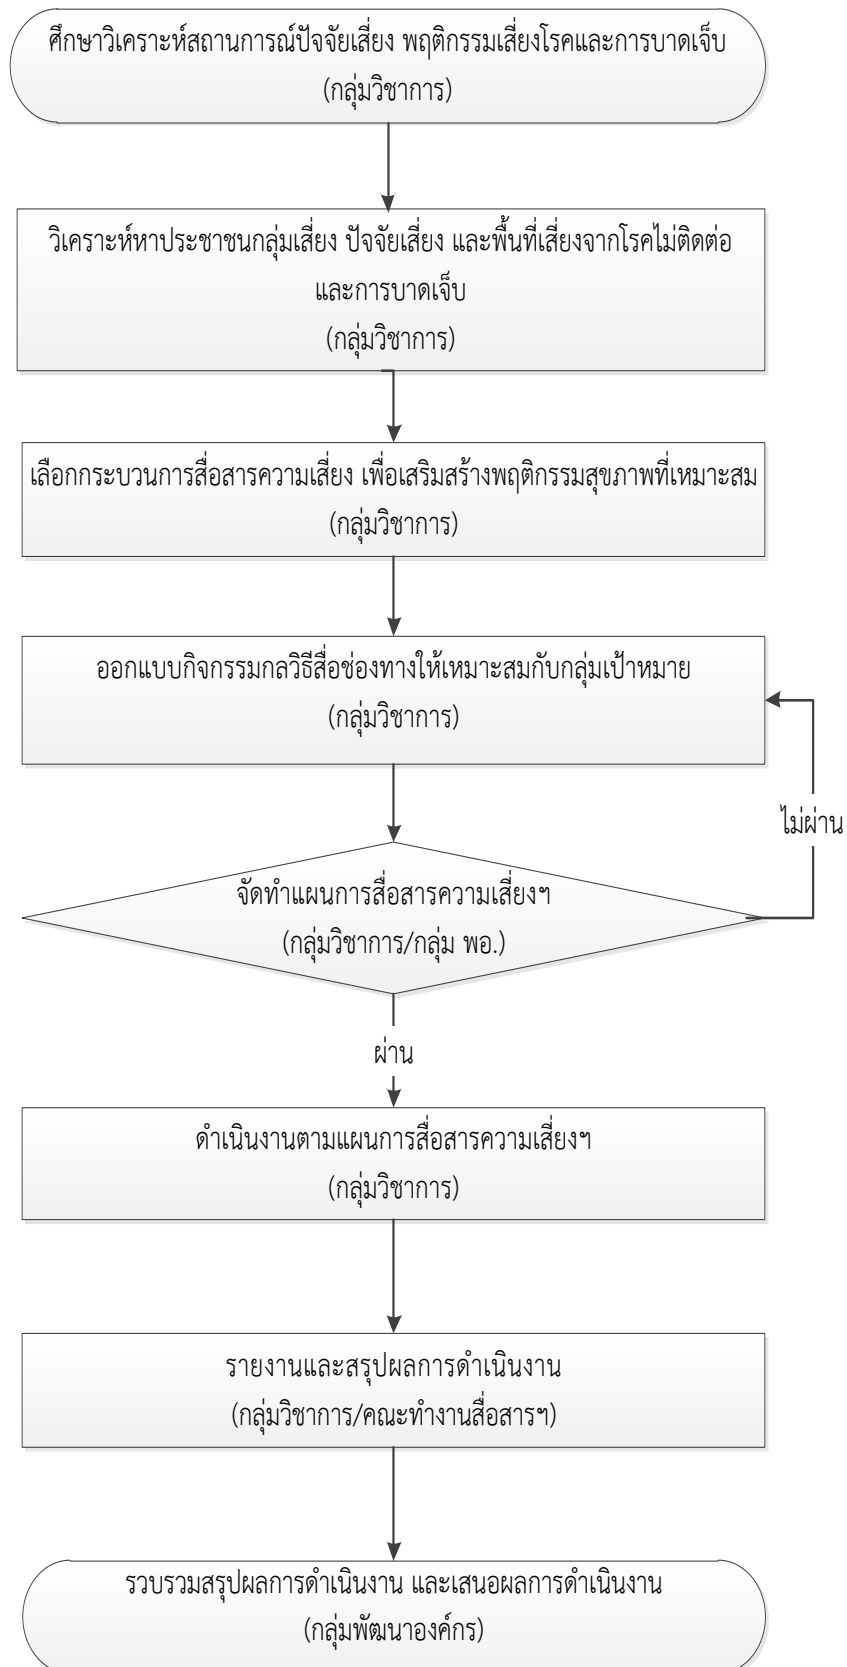 ศึกษาวิเคราะห์สถานการณ์ปัจจัยเสี่ยง พฤติกรรมเสี่ยงโรคและการบาดเจ็บ
(กลุ่มวิชาการ)
วิเคราะห์หาประชาชนกลุ่มเสี่ยง ปัจจัยเสี่ยง และพื้นที่เสี่ยงจากโรคไม่ติดต่อ
และการบาดเจ็บ
(กลุ่มวิชาการ)
เลือกกระบวนการสื่อสารความเสี่ยง เพื่อเสริมสร้างพฤติกรรมสุขภาพที่เหมาะสม
(กลุ่มวิชาการ)
ออกแบบกิจกรรมกลวิธีสื่อช่องทางให้เหมาะสมกับกลุ่มเป้าหมาย
(กลุ่มวิชาการ)
ไม่ผ่าน
จัดทำแผนการสื่อสารความเสี่ยงฯ
(กลุ่มวิชาการ/กลุ่ม พอ.)
ผ่าน
ดำเนินงานตามแผนการสื่อสารความเสี่ยงฯ
(กลุ่มวิชาการ)
รายงานและสรุปผลการดำเนินงาน
(กลุ่มวิชาการ/คณะทำงานสื่อสารฯ)
รวบรวมสรุปผลการดำเนินงาน และเสนอผลการดำเนินงาน
(กลุ่มพัฒนาองค์กร)